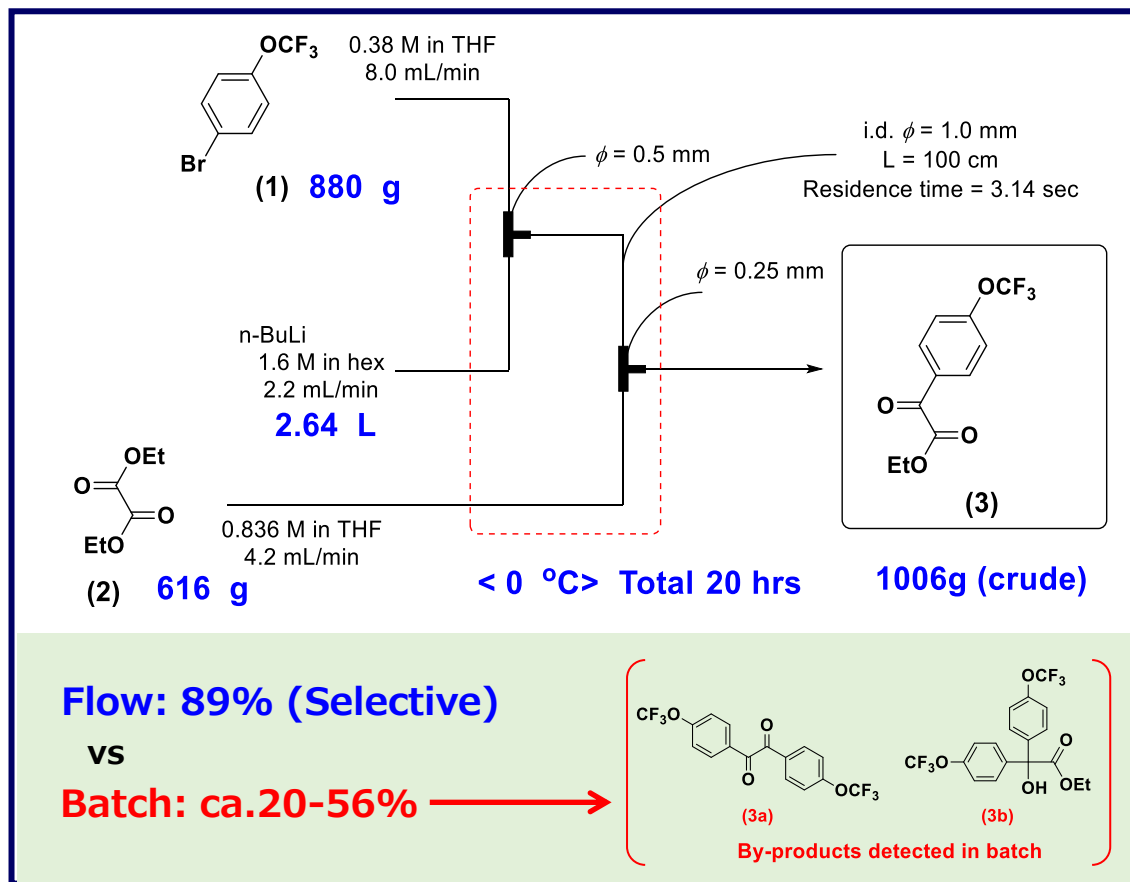 OCF3
Br
(1) 880 g
0.38 M in THF
8.0 mL/min
ϕ = 0.5 mm
i.d. ϕ = 1.0 mm
L = 100 cm
Residence time = 3.14 sec
ϕ = 0.25 mm
n-BuLi
1.6 M in hex
2.2 mL/min
2.64 L
OEt
O
O
EtO
(2) 616 g
0.836 M in THF
4.2 mL/min
< 0 °C> Total 20 hrs
OCF3
O
O
EtO
(3)
1006g (crude)
Flow: 89% (Selective)
vs
Batch: ca.20-56%
CF3O
O
O
OCF3
(3a)
OCF3
CF3O
O
OH
OEt
(3b)
By-products detected in batch